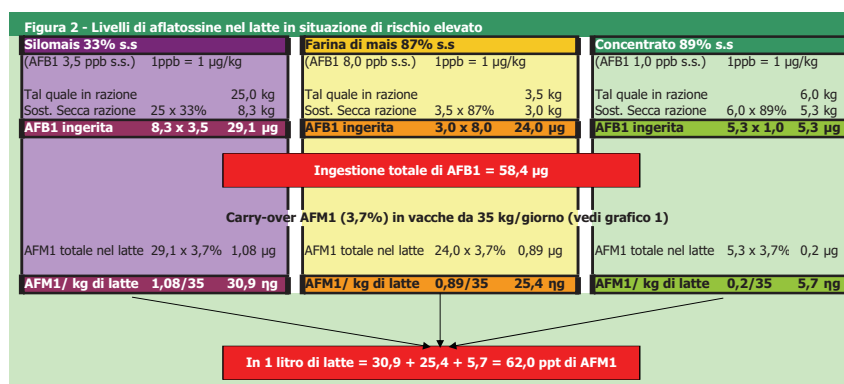 Figura 2 - Livelli di aflatossine nel latte in situazione di rischio elevato
Silomais 33% s.s
(AFB1 3,5 ppb s.s.) 1ppb = 1 µg/kg
Tal quale in razione 25,0 kg
Sost. Secca razione 25 x 33% 8,3 kg
AFB1 ingerita 8,3 x 3,5 29,1 µg
Farina di mais 87% s.s
(AFB1 8,0 ppb s.s.) 1ppb = 1 µg/kg
Tal quale in razione 3,5 kg
Sost. Secca razione 3,5 x 87% 3,0 kg
AFB1 ingerita 3,0 x 8,0 24,0 µg
Concentrato 89% s.s
(AFB1 1,0 ppb s.s.) 1ppb = 1 µg/kg
Tal quale in razione 6,0 kg
Sost. Secca razione 6,0 x 89% 5,3 kg
AFB1 ingerita 5,3 x 1,0 5,3 µg
Ingestione totale di AFB1 = 58,4 µg
Carry-over AFM1 (3,7%) in vacche da 35 kg/giorno (vedi grafico 1)
AFM1 totale nel latte 29,1 x 3,7% 1,08 µg
AFM1/ kg di latte 1,08/35 30,9 ηg
AFM1 totale nel latte 24,0 x 3,7% 0,89 µg
AFM1/ kg di latte 0,89/35 25,4 ηg
AFM1 totale nel latte 5,3 x 3,7% 0,2 µg
AFM1/ kg di latte 0,2/35 5,7 ηg
In 1 litro di latte = 30,9 + 25,4 + 5,7 = 62,0 ppt di AFM1